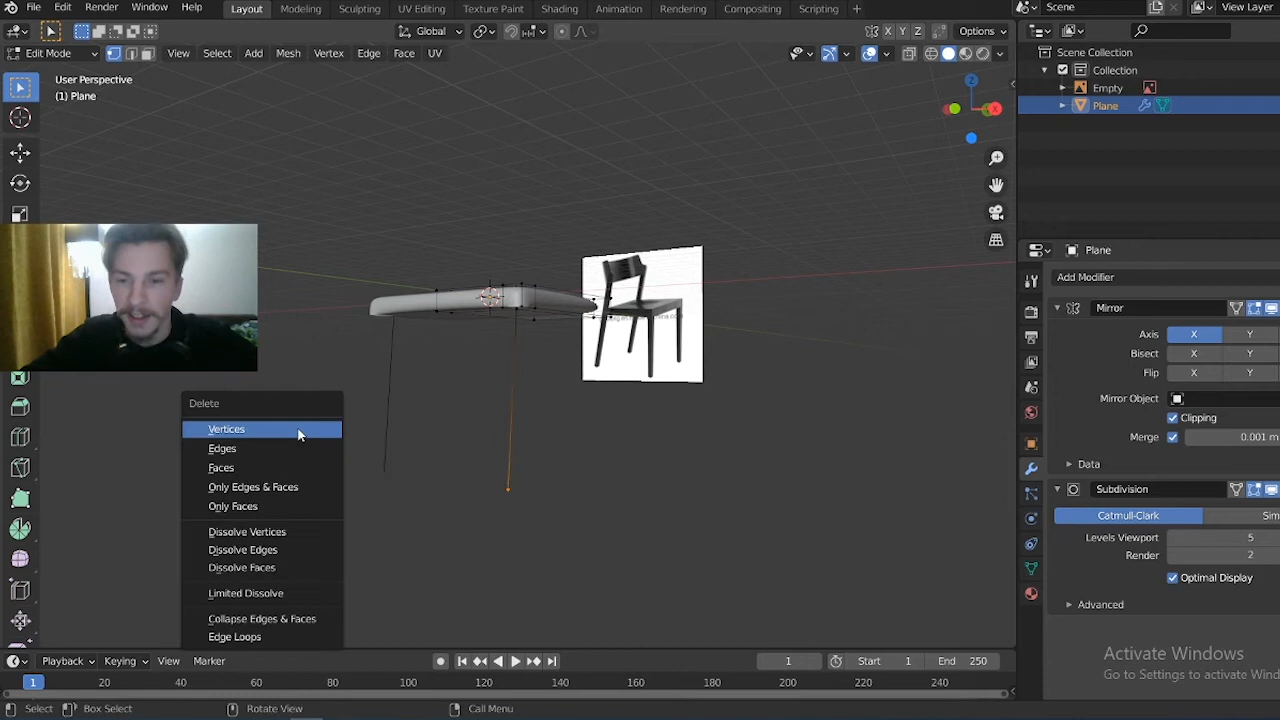 File Edit Render Window Help Layout Modeling Sculpting UV Editing Texture Paint Shading Animation Rendering Compositing Scripting + Scene View Layer
Global X Y Z Options
Edit Mode View Select Add Mesh Vertex Edge Face UV
User Perspective
(1) Plane
Z
X
Scene Collection
Collection
Empty
Plane
Plane
Add Modifier
Mirror
Axis X Y
Bisect X Y
Flip X Y
Mirror Object
Clipping
Merge 0.001 m
Data
Subdivision
Catmull-Clark Sim
Levels Viewport 5
Render 2
Optimal Display
Advanced
Delete
Vertices
Edges
Faces
Only Edges & Faces
Only Faces
Dissolve Vertices
Dissolve Edges
Dissolve Faces
Limited Dissolve
Collapse Edges & Faces
Edge Loops
Activate Windows
Go to Settings to activate Wind
Playback Keying View Marker 1 Start 1 End 250
1 20 40 60 80 100 120 140 160 180 200 220 240
Select Box Select Rotate View Call Menu